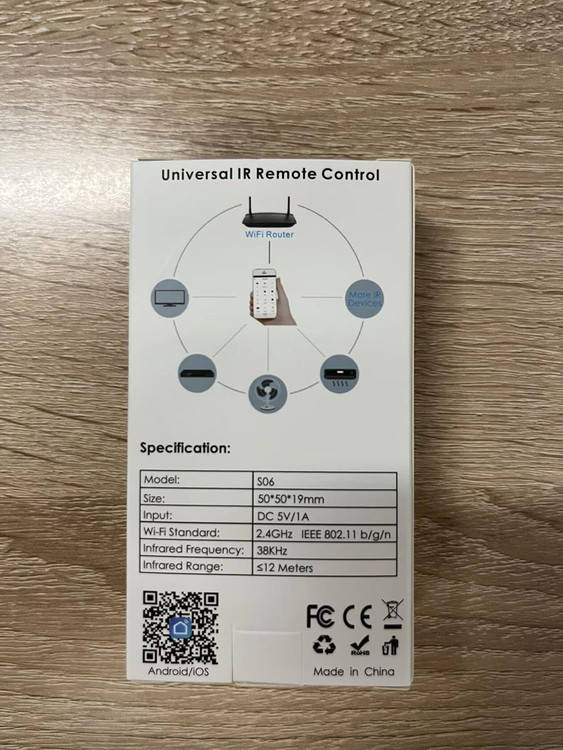 Universal IR Remote Control
WiFi Router
More IR
Devices
Specification:
Model: S06
Size: 50*50*19mm
Input: DC 5V/1A
Wi-Fi Standard: 2.4GHz IEEE 802.11 b/g/n
Infrared Frequency: 38KHz
Infrared Range: ≤12 Meters
FC CE
RoHS
Android/iOS
Made in China